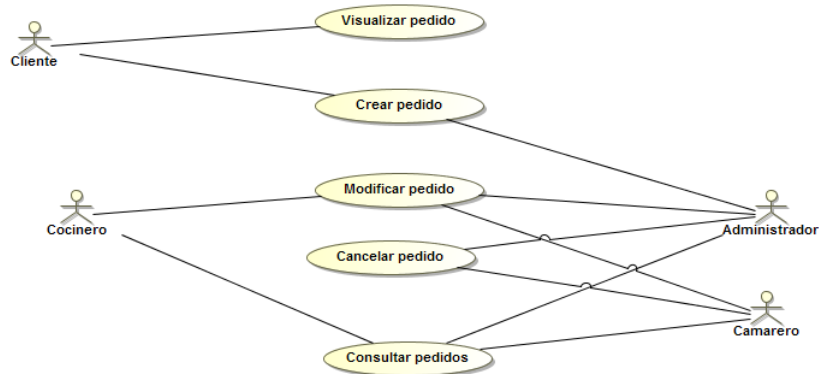 Visualizar pedido
Cliente
Crear pedido
Modificar pedido
Cocinero
Administrador
Cancelar pedido
Camarero
Consultar pedidos